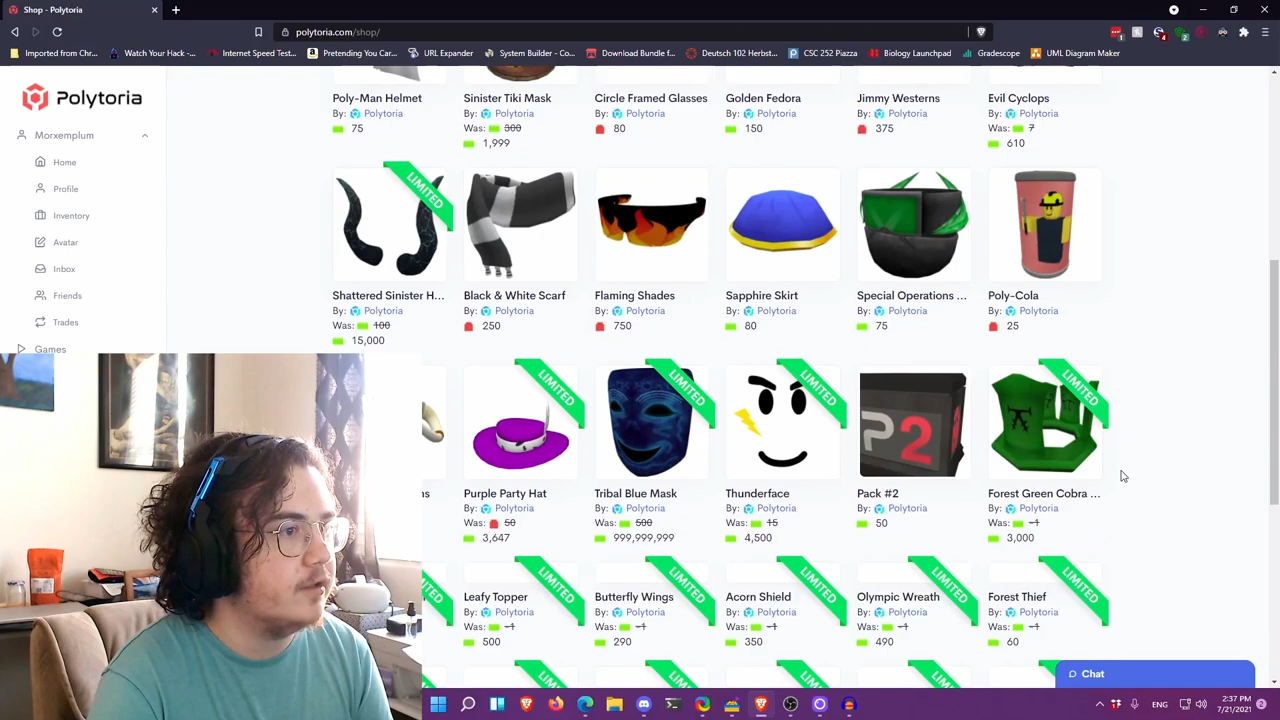 Shop - Polytoria
polytoria.com/shop/
Imported from Chro...
Watch Your Hack -...
Internet Speed Test...
Pretending You Car...
URL Expander
System Builder - Co...
Download Bundle f...
Deutsch 102 Herbst...
CSC 252 Piazza
Biology Launchpad
Gradescope
UML Diagram Maker
Polytoria
Morxemplum
Home
Profile
Inventory
Avatar
Inbox
Friends
Trades
Games
Poly-Man Helmet
By: Polytoria
75
Sinister Tiki Mask
By: Polytoria
Was: 300
1,999
Circle Framed Glasses
By: Polytoria
80
Golden Fedora
By: Polytoria
150
Jimmy Westerns
By: Polytoria
375
Evil Cyclops
By: Polytoria
Was: 7
610
LIMITED
Shattered Sinister H...
By: Polytoria
Was: 100
15,000
Black & White Scarf
By: Polytoria
250
Flaming Shades
By: Polytoria
750
Sapphire Skirt
By: Polytoria
80
Special Operations ...
By: Polytoria
75
Poly-Cola
By: Polytoria
25
LIMITED
Purple Party Hat
By: Polytoria
Was: 50
3,647
LIMITED
Tribal Blue Mask
By: Polytoria
Was: 500
999,999,999
LIMITED
Thunderface
By: Polytoria
Was: 15
4,500
P2
Pack #2
By: Polytoria
50
LIMITED
Forest Green Cobra ...
By: Polytoria
Was: -1
3,000
LIMITED
LIMITED
Leafy Topper
By: Polytoria
Was: -1
500
LIMITED
Butterfly Wings
By: Polytoria
Was: -1
290
LIMITED
Acorn Shield
By: Polytoria
Was: -1
350
LIMITED
Olympic Wreath
By: Polytoria
Was: -1
490
LIMITED
Forest Thief
By: Polytoria
Was: -1
60
Chat
ENG
2:37 PM
7/21/2021
2